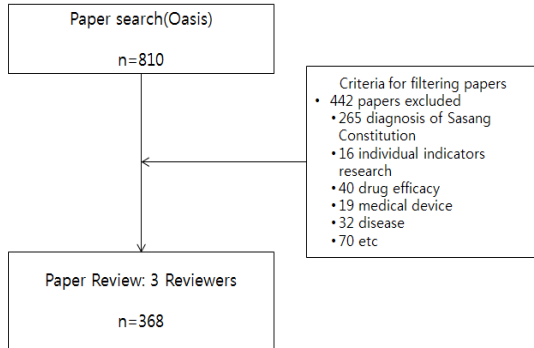 Paper search(Oasis)
n=810
Criteria for filtering papers
• 442 papers excluded
•265 diagnosis of Sasang
Constitution
•16 individual indicators
research
•40 drug efficacy
•19 medical device
•32 disease
•70 etc
Paper Review: 3 Reviewers
n=368